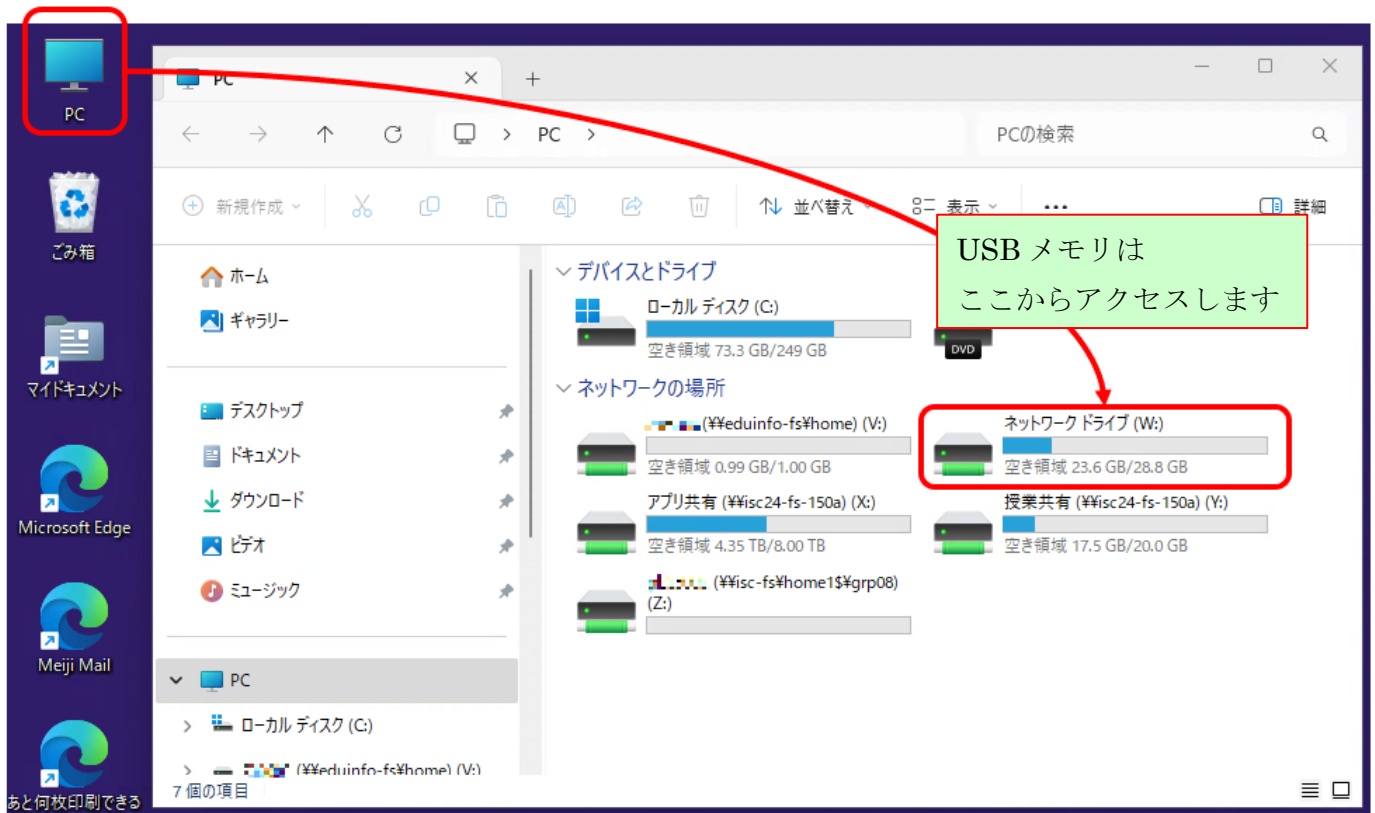 PC
ごみ箱
マイドキュメント
Microsoft Edge
Meiji Mail
あと何枚印刷できる
PC
PC
PCの検索
新規作成
並べ替え
表示
詳細
USB メモリは
ここからアクセスします
ホーム
ギャラリー
デスクトップ
ドキュメント
ダウンロード
ビデオ
ミュージック
PC
ローカル ディスク (C:)
(¥¥eduinfo-fs¥home) (V:)
デバイスとドライブ
ローカル ディスク (C:)
空き領域 73.3 GB/249 GB
DVD
ネットワークの場所
(¥¥eduinfo-fs¥home) (V:)
空き領域 0.99 GB/1.00 GB
ネットワーク ドライブ (W:)
空き領域 23.6 GB/28.8 GB
アプリ共有 (¥¥isc24-fs-150a) (X:)
空き領域 4.35 TB/8.00 TB
授業共有 (¥¥isc24-fs-150a) (Y:)
空き領域 17.5 GB/20.0 GB
(¥¥isc-fs¥home1$¥grp08)
(Z:)
7 個の項目